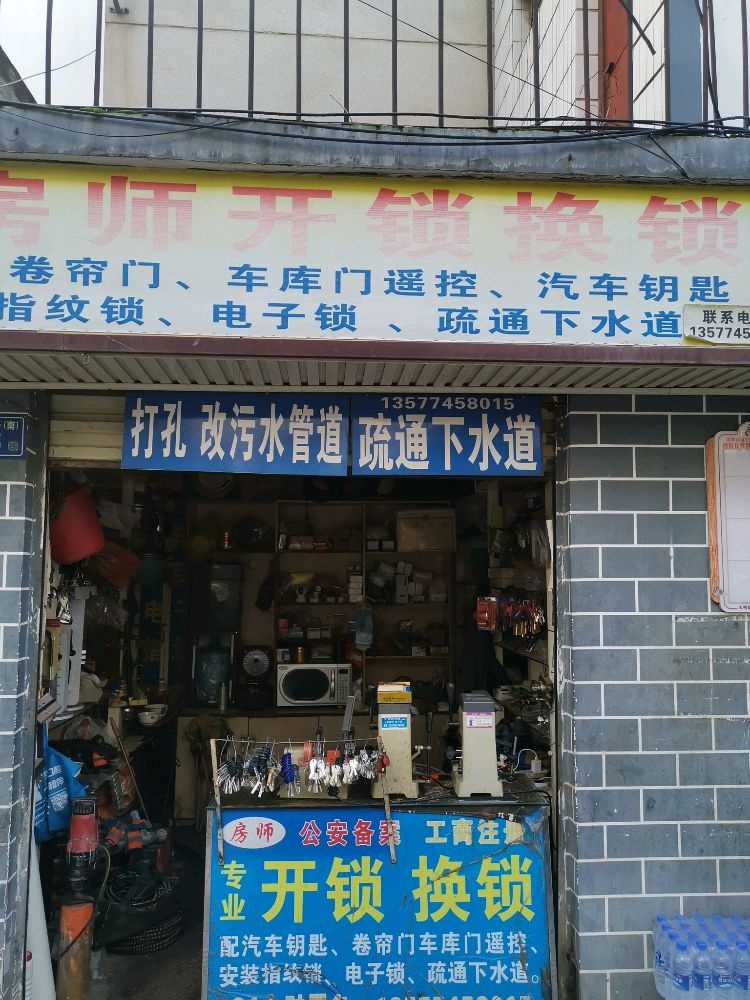 房师开锁换锁
卷帘门、车库门遥控、汽车钥匙
指纹锁、电子锁、疏通下水道
联系电
1357745
13577458015
打孔 改污水管道 疏通下水道
(南)
房师 公安备案 工商注册
专业 开锁 换锁
配汽车钥匙、卷帘门车库门遥控、
安装指纹锁、电子锁、疏通下水道。